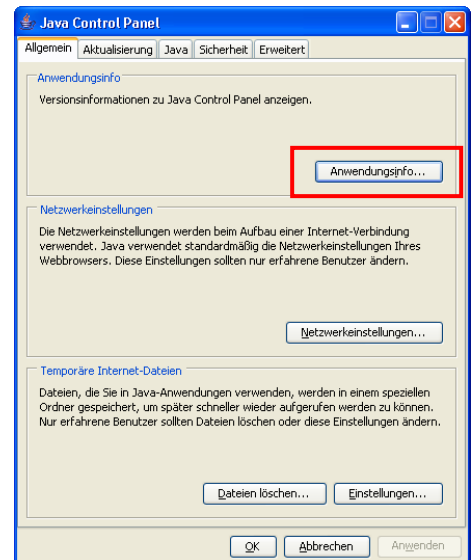 Java Control Panel
Allgemein Aktualisierung Java Sicherheit Erweitert
Anwendungsinfo
Versionsinformationen zu Java Control Panel anzeigen.
Anwendungsinfo...
Netzwerkeinstellungen
Die Netzwerkeinstellungen werden beim Aufbau einer Internet-Verbindung
verwendet. Java verwendet standardmäßig die Netzwerkeinstellungen Ihres
Webbrowsers. Diese Einstellungen sollten nur erfahrene Benutzer ändern.
Netzwerkeinstellungen...
Temporäre Internet-Dateien
Dateien, die Sie in Java-Anwendungen verwenden, werden in einem speziellen
Ordner gespeichert, um später schneller wieder aufgerufen werden zu können.
Nur erfahrene Benutzer sollten Dateien löschen oder diese Einstellungen ändern.
Dateien löschen... Einstellungen...
OK Abbrechen Anwenden